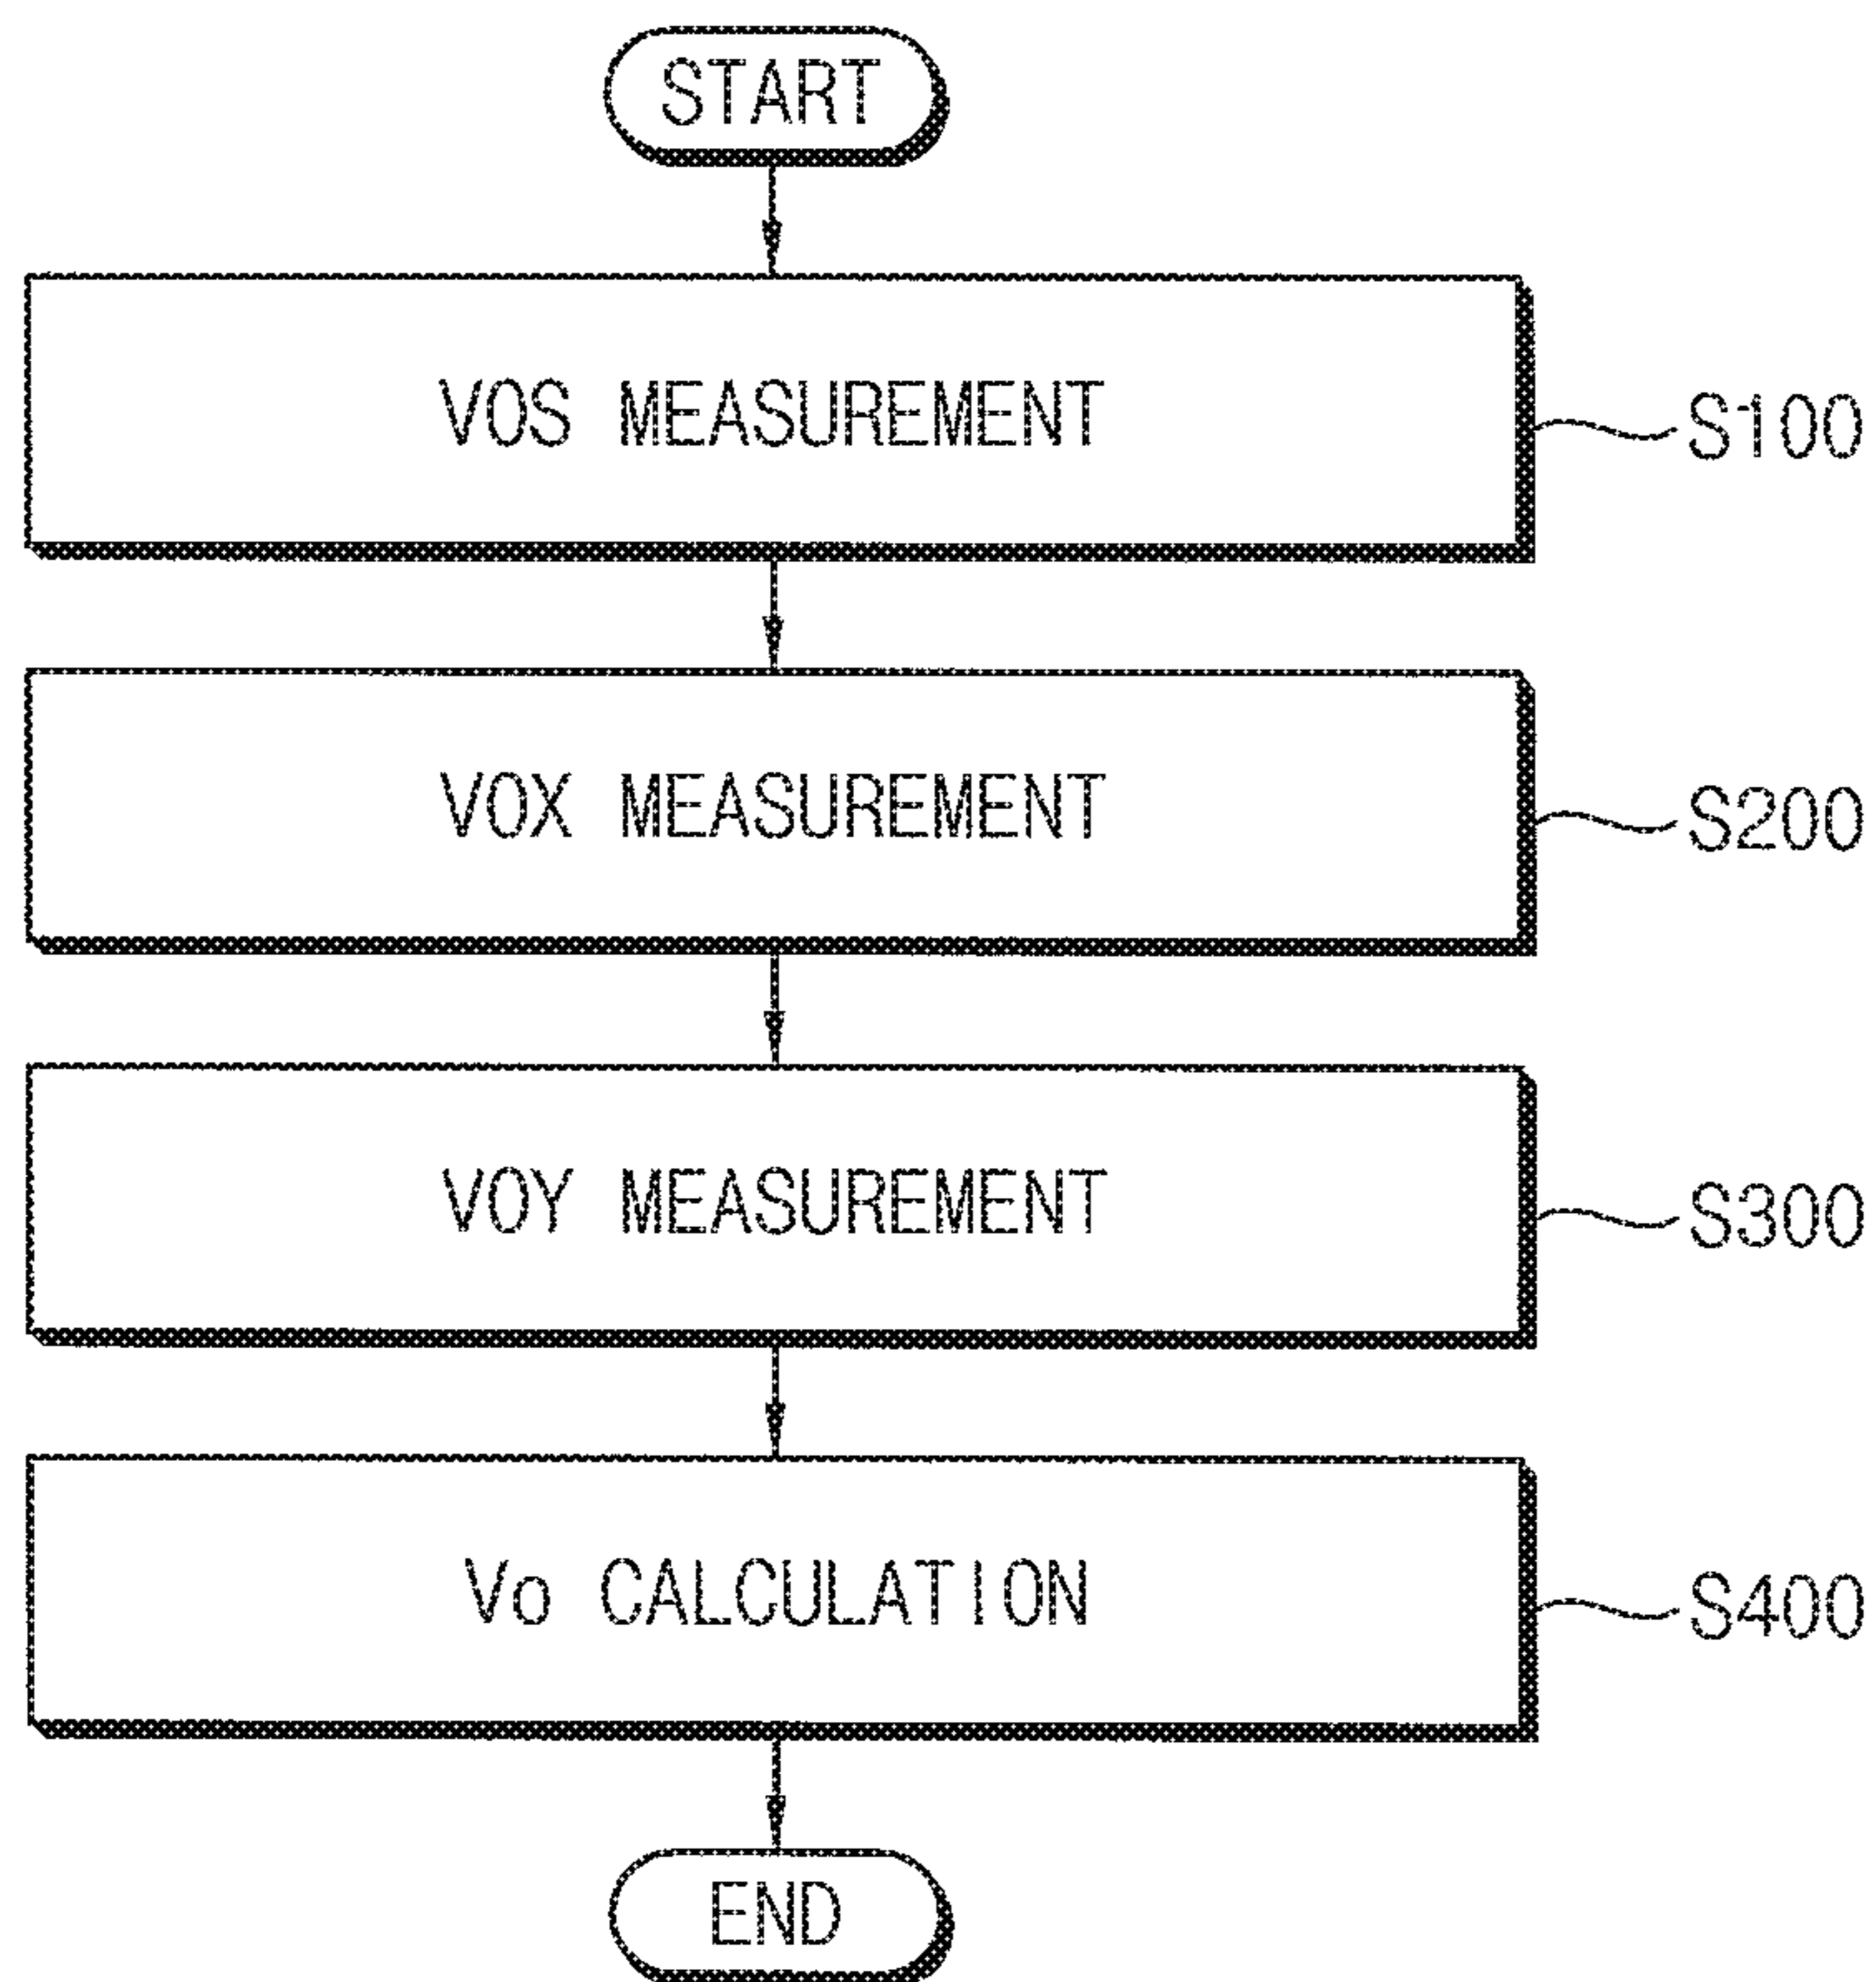 START
VOS MEASUREMENT
S100
VOX MEASUREMENT
S200
VOY MEASUREMENT
S300
Vo CALCULATION
S400
END